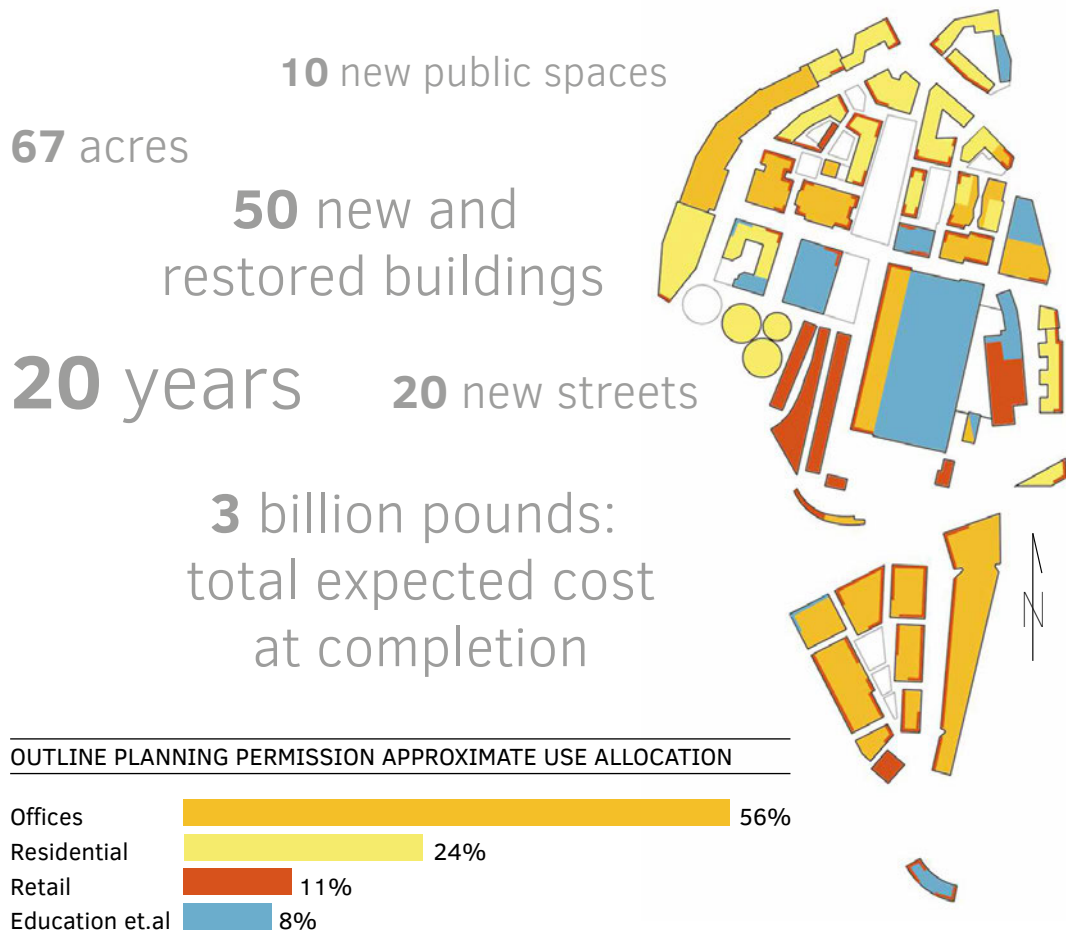 10 new public spaces
67 acres
50 new and
restored buildings
20 years
20 new streets
3 billion pounds:
total expected cost
at completion
N
OUTLINE PLANNING PERMISSION APPROXIMATE USE ALLOCATION
Offices 56%
Residential 24%
Retail 11%
Education et.al 8%